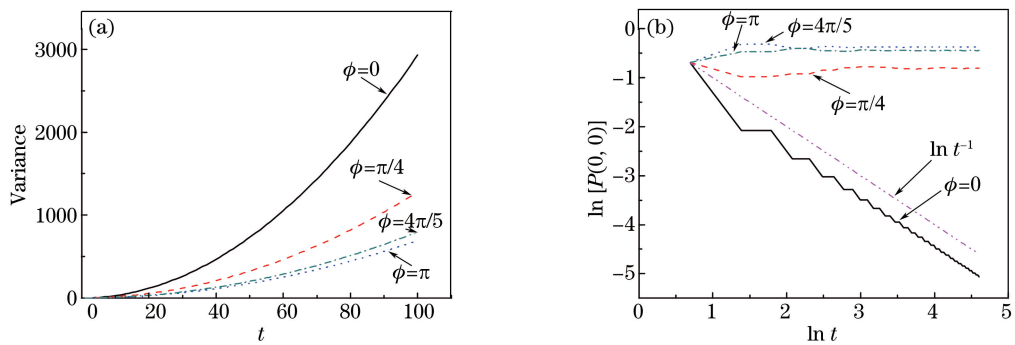 (a)
3000
2000
1000
0
Variance
ϕ=0
ϕ=π/4
ϕ=4π/5
ϕ=π
0 20 40 60 80 100
t
(b)
0
−1
−2
−3
−4
−5
ln [P(0, 0)]
ϕ=π
ϕ=4π/5
ϕ=π/4
ln t⁻¹
ϕ=0
0 1 2 3 4 5
ln t